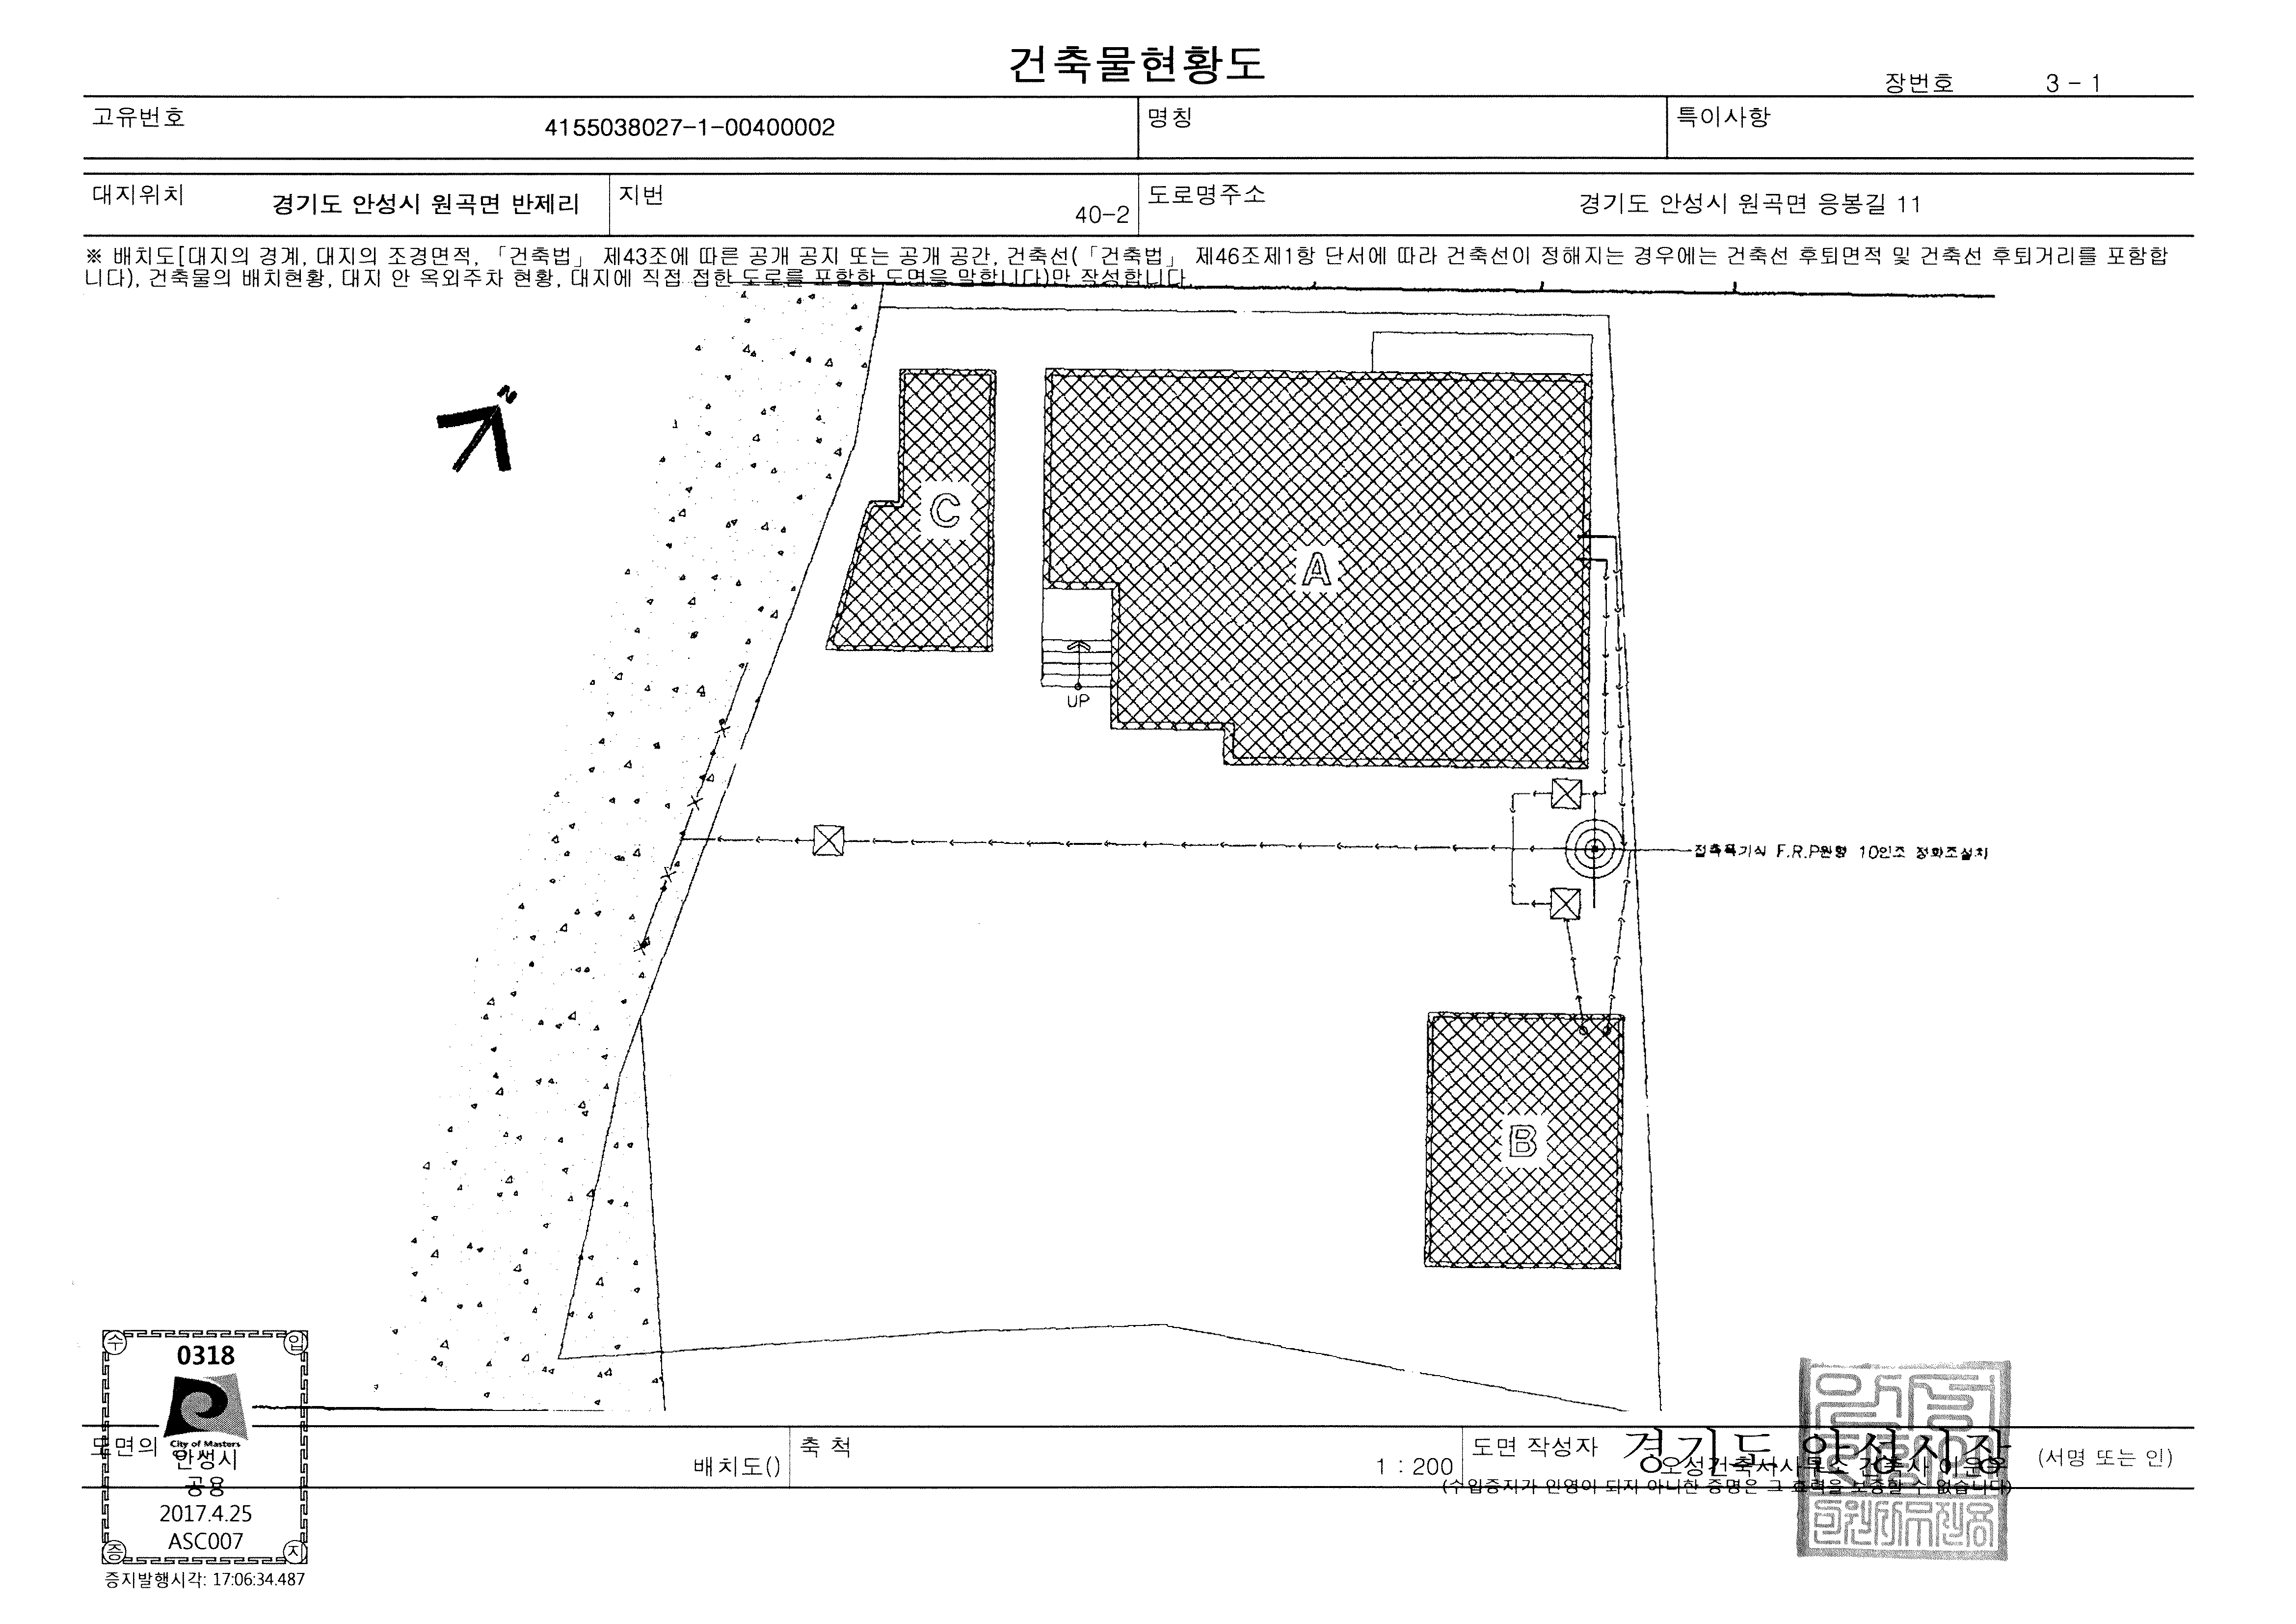 건축물현황도
장번호 3 - 1
고유번호 4155038027-1-00400002 명칭 특이사항
대지위치 경기도 안성시 원곡면 반제리 지번 40-2 도로명주소 경기도 안성시 원곡면 응봉길 11
※ 배치도[대지의 경계, 대지의 조경면적, 「건축법」 제43조에 따른 공개 공지 또는 공개 공간, 건축선(「건축법」 제46조제1항 단서에 따라 건축선이 정해지는 경우에는 건축선 후퇴면적 및 건축선 후퇴거리를 포함합
니다), 건축물의 배치현황, 대지 안 옥외주차 현황, 대지에 직접 접한 도로를 포함한 도면을 말합니다]만 작성합니다.
N
C
A
UP
접촉폭기식 F.R.P원형 10인조 정화조설치
B
수 입
0318
City of Masters
안성시
공용
2017.4.25
ASC007
증 지
증지발행시각: 17:06:34.487
도면의 배치도() 축 척 1 : 200 도면 작성자 (서명 또는 인)
경기도 안성시장
오성건축사사무소 건축사
(수입증지가 인영이 되지 아니한 증명은 그 효력을 보증할 수 없습니다)